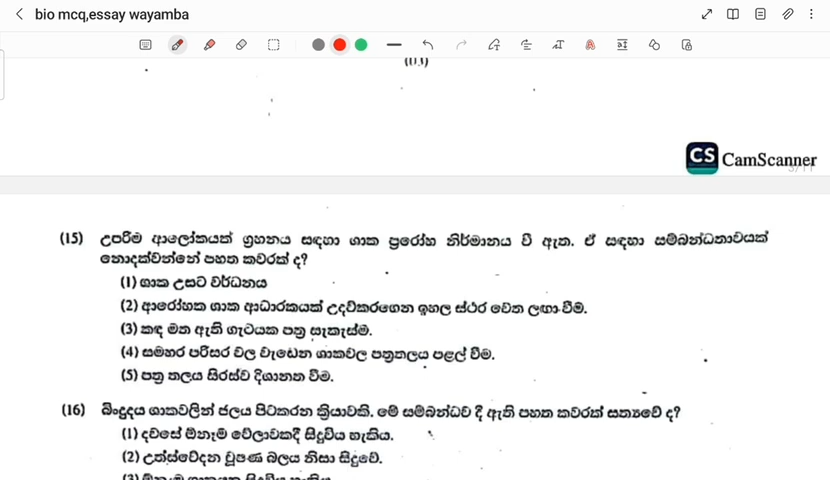 bio mcq,essay wayamba
CS CamScanner
(15) උපරිම ආලෝකයක් ග්‍රහනය සඳහා ශාක ප්‍රරෝහ නිර්මානය වී ඇත. ඒ සඳහා සම්බන්ධතාවයක්
නොදක්වන්නේ පහත කවරක් ද?
(1) ශාක උසට වර්ධනය
(2) ආරෝහක ශාක ආධාරකයක් උදව්කරගෙන ඉහල ස්ථර වෙත ලඟා වීම.
(3) කඳ මත ඇති ගැටයක පත්‍ර සැකැස්ම.
(4) සමහර පරිසර වල වැඩෙන ශාකවල පත්‍රතලය පළල් වීම.
(5) පත්‍ර තලය සිරස්ව දිශානත වීම.
(16) බිංදුදය ශාකවලින් ජලය පිටකරන ක්‍රියාවකි. මේ සම්බන්ධව දී ඇති පහත කවරක් සත්‍යවේ ද?
(1) දවසේ ඕනෑම වේලාවකදී සිදුවිය හැකිය.
(2) උත්ස්වේදන චූෂණ බලය නිසා සිදුවේ.